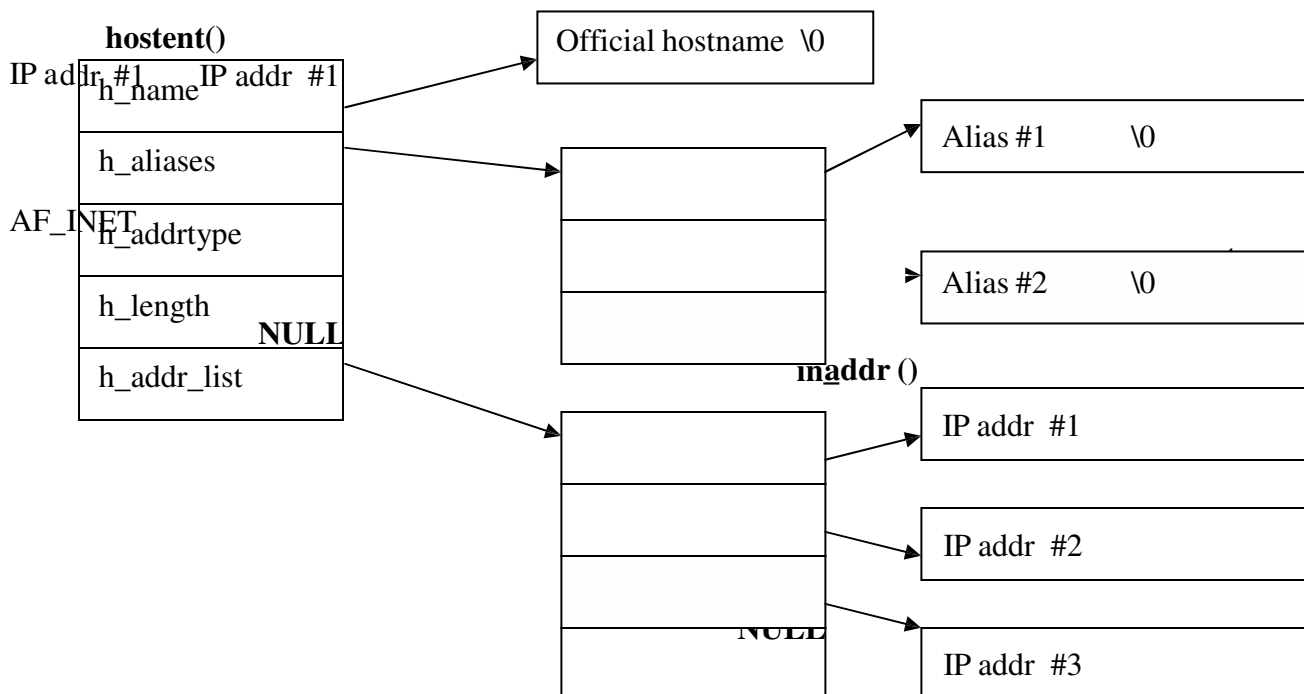 hostent()
Official hostname \0
IP addr #1 IP addr #1
h_name
h_aliases
AF_INET
h_addrtype
h_length
NULL
h_addr_list
Alias #1 \0
Alias #2 \0
in_addr ()
IP addr #1
IP addr #2
NULL
IP addr #3